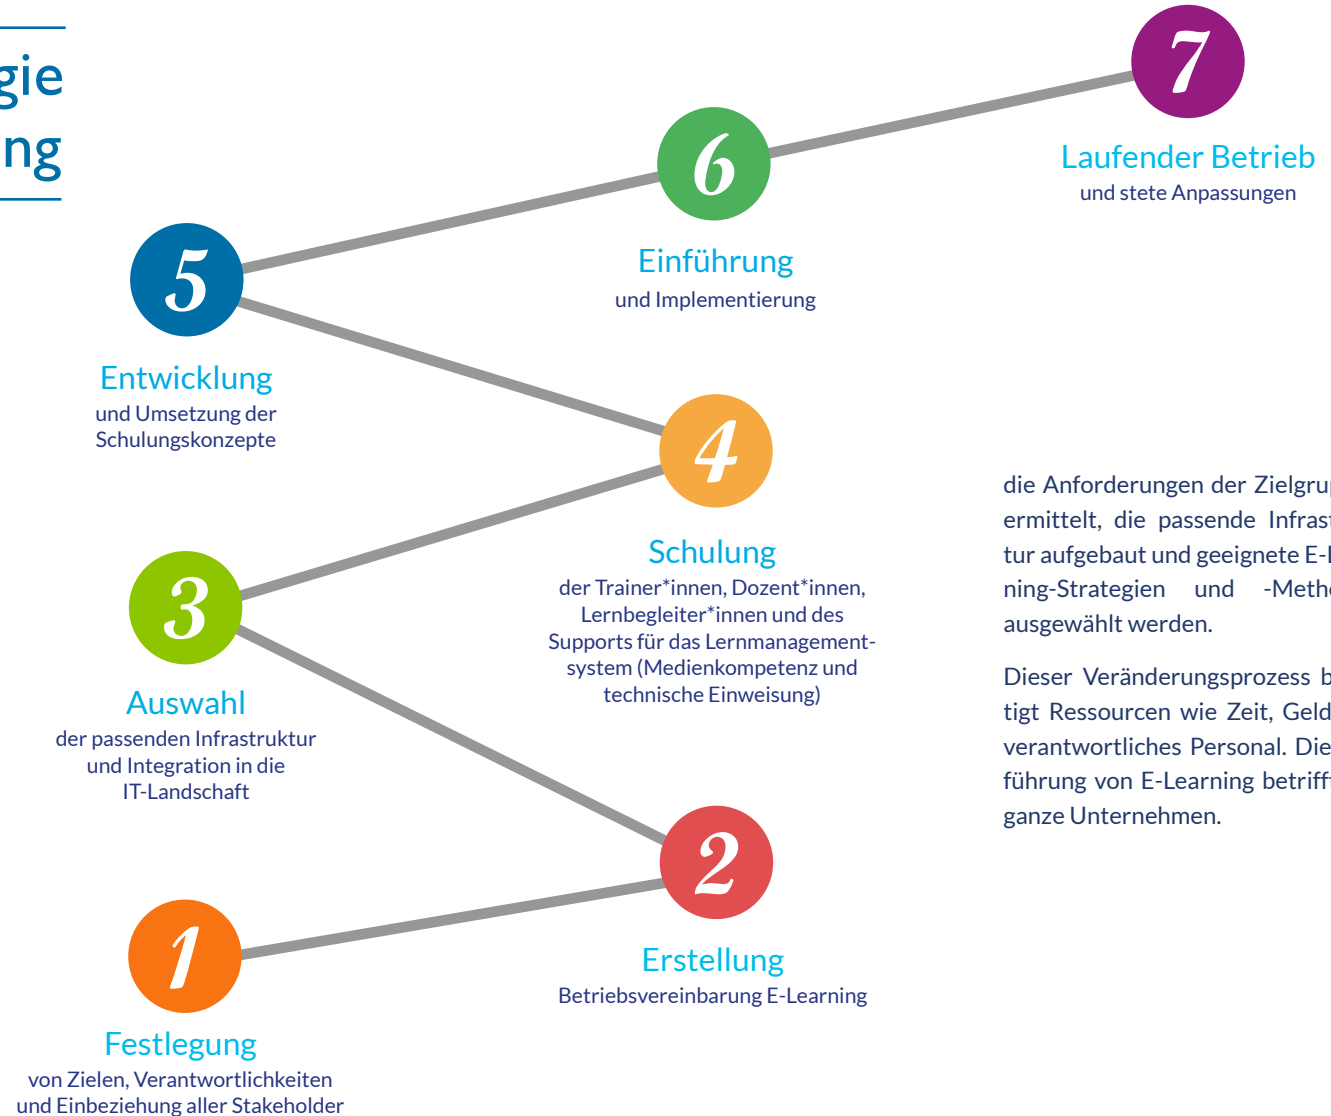 gie
ng
7
Laufender Betrieb
und stete Anpassungen
6
Einführung
und Implementierung
5
Entwicklung
und Umsetzung der
Schulungskonzepte
4
Schulung
der Trainer*innen, Dozent*innen,
Lernbegleiter*innen und des
Supports für das Lernmanagement-
system (Medienkompetenz und
technische Einweisung)
3
Auswahl
der passenden Infrastruktur
und Integration in die
IT-Landschaft
2
Erstellung
Betriebsvereinbarung E-Learning
1
Festlegung
von Zielen, Verantwortlichkeiten
und Einbeziehung aller Stakeholder
die Anforderungen der Zielgru
ermittelt, die passende Infrast
tur aufgebaut und geeignete E-
ning-Strategien und -Meth
ausgewählt werden.
Dieser Veränderungsprozess b
tigt Ressourcen wie Zeit, Geld
verantwortliches Personal. Die
führung von E-Learning betrifft
ganze Unternehmen.